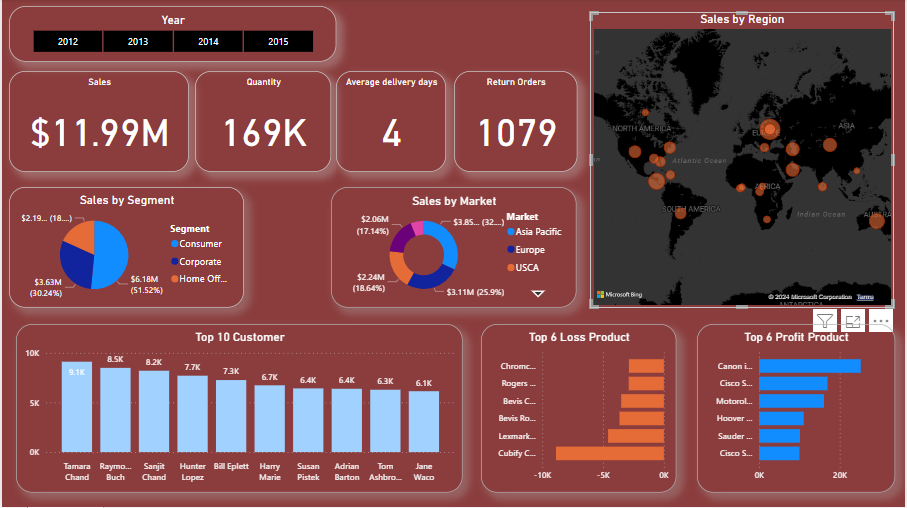 Year
2012 2013 2014 2015
Sales
$11.99M
Quantity
169K
Average delivery days
4
Return Orders
1079
Sales by Region
NORTH AMERICA
EU
ASIA
Atlantic Ocean
AFRICA
SOUTH AMERICA
Indian Ocean
AUSTRA
Microsoft Bing
© 2024 Microsoft Corporation Terms
ANTARCTICA
Sales by Segment
$2.19... (18....)
$3.63M
(30.24%)
$6.18M
(51.52%)
Segment
Consumer
Corporate
Home Off...
Sales by Market
$2.06M
(17.14%)
$3.85... (32....)
$2.24M
(18.64%)
$3.11M (25.9%)
Market
Asia Pacific
Europe
USCA
Top 10 Customer
10K
5K
0K
9.1K 8.5K 8.2K 7.7K 7.3K 6.7K 6.4K 6.4K 6.3K 6.1K
Tamara Raymo... Sanjit Hunter Bill Eplett Harry Susan Adrian Tom Jane
Chand Buch Chand Lopez Marie Pistek Barton Ashbro... Waco
Top 6 Loss Product
Chromc...
Rogers ...
Bevis C...
Bevis Ro...
Lexmark...
Cubify C...
-10K -5K 0K
Top 6 Profit Product
Canon i...
Cisco S...
Motorol...
Hoover ...
Sauder ...
Cisco S...
0K 20K